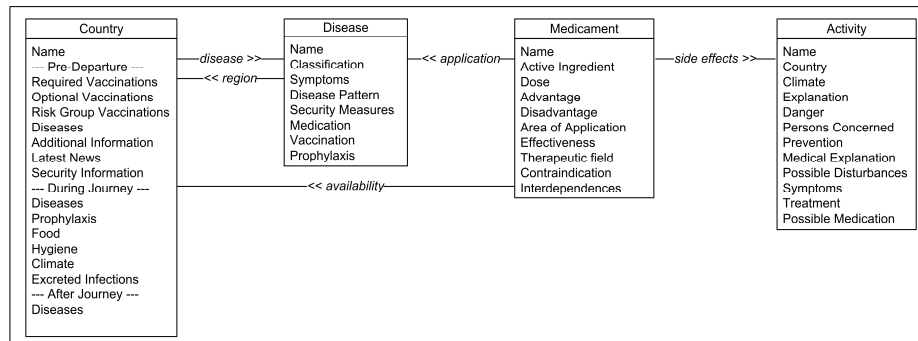 Country
Name
--- Pre-Departure ---
Required Vaccinations
Optional Vaccinations
Risk Group Vaccinations
Diseases
Additional Information
Latest News
Security Information
--- During Journey ---
Diseases
Prophylaxis
Food
Hygiene
Climate
Excreted Infections
--- After Journey ---
Diseases
disease >>
<< region
<< availability
Disease
Name
Classification
Symptoms
Disease Pattern
Security Measures
Medication
Vaccination
Prophylaxis
<< application
Medicament
Name
Active Ingredient
Dose
Advantage
Disadvantage
Area of Application
Effectiveness
Therapeutic field
Contraindication
Interdependences
side effects >>
Activity
Name
Country
Climate
Explanation
Danger
Persons Concerned
Prevention
Medical Explanation
Possible Disturbances
Symptoms
Treatment
Possible Medication